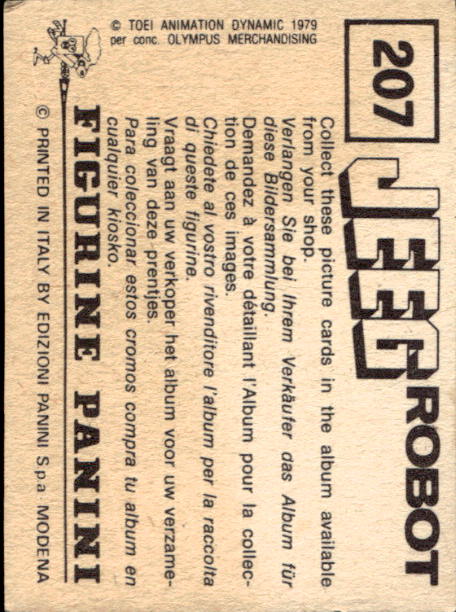 207
JEEG ROBOT
Collect these picture cards in the album available
from your shop.
Verlangen Sie bei Ihrem Verkäufer das Album für
diese Bildersammlung.
Demandez à votre détaillant l'Album pour la collec-
tion de ces images.
Chiedete al vostro rivenditore l'album per la raccolta
di queste figurine.
Vraagt aan uw verkoper het album voor uw verzame-
ling van deze prentjes.
Para coleccionar estos cromos compra tu album en
cualquier kiosko.
© TOEI ANIMATION DYNAMIC 1979
per conc. OLYMPUS MERCHANDISING
FIGURINE PANINI
© PRINTED IN ITALY BY EDIZIONI PANINI S.p.a MODENA